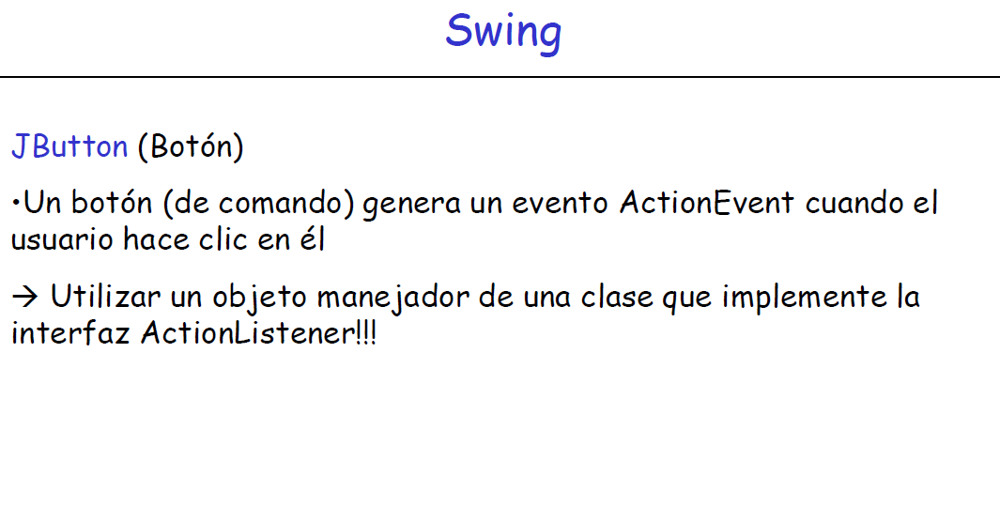 Swing
JButton (Botón)
•Un botón (de comando) genera un evento ActionEvent cuando el
usuario hace clic en él
→ Utilizar un objeto manejador de una clase que implemente la
interfaz ActionListener!!!